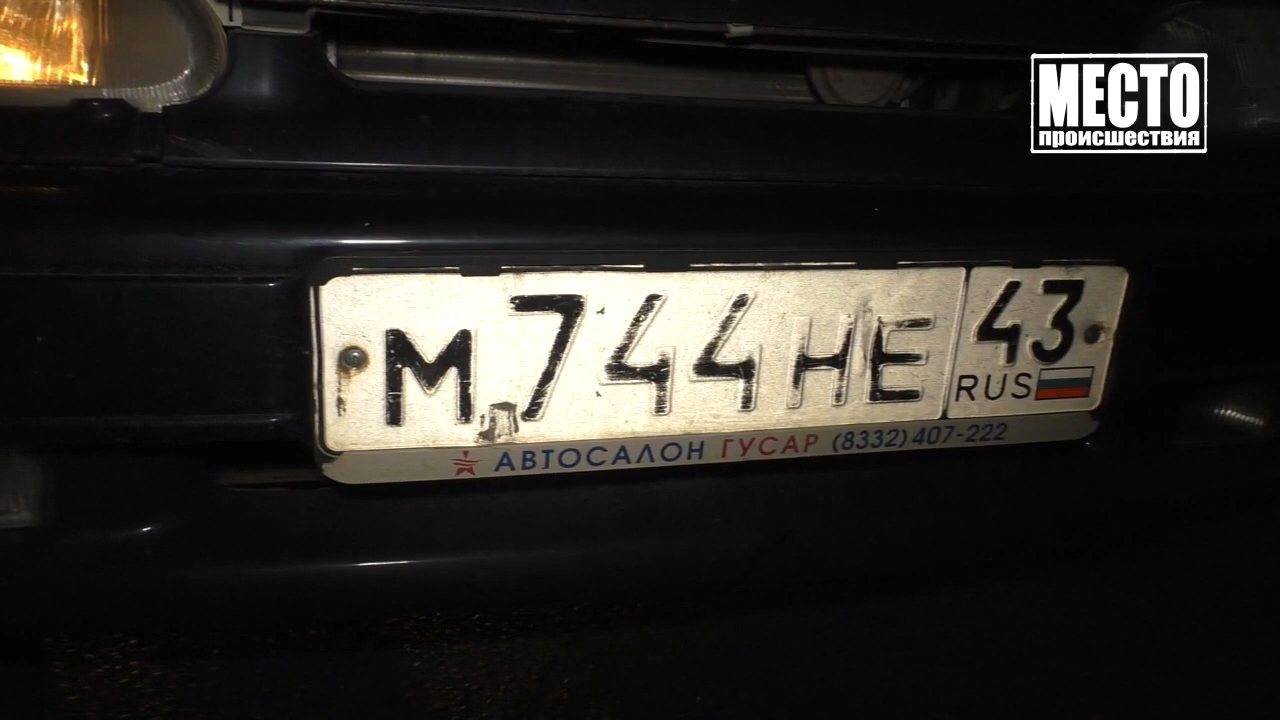 МЕСТО
ПРОИСШЕСТВИЯ
М744НЕ 43
RUS
АВТОСАЛОН ГУСАР (8332) 407-222